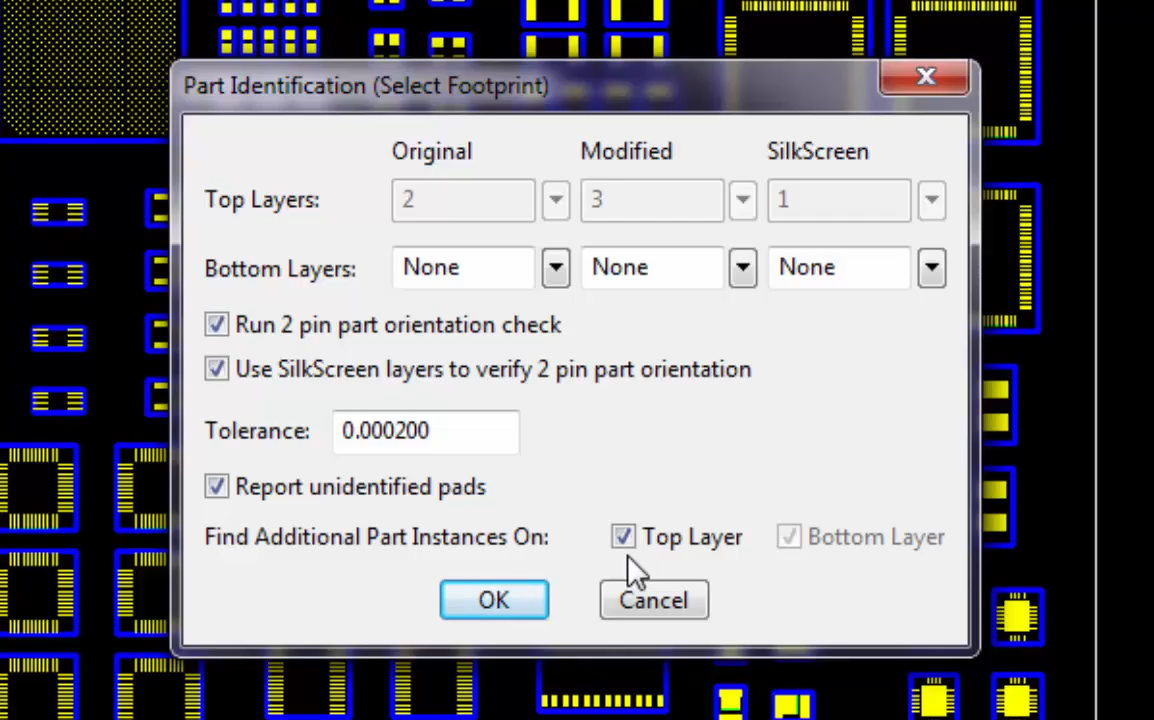 Part Identification (Select Footprint)
Original Modified SilkScreen
Top Layers: 2 3 1
Bottom Layers: None None None
Run 2 pin part orientation check
Use SilkScreen layers to verify 2 pin part orientation
Tolerance: 0.000200
Report unidentified pads
Find Additional Part Instances On: Top Layer Bottom Layer
OK Cancel